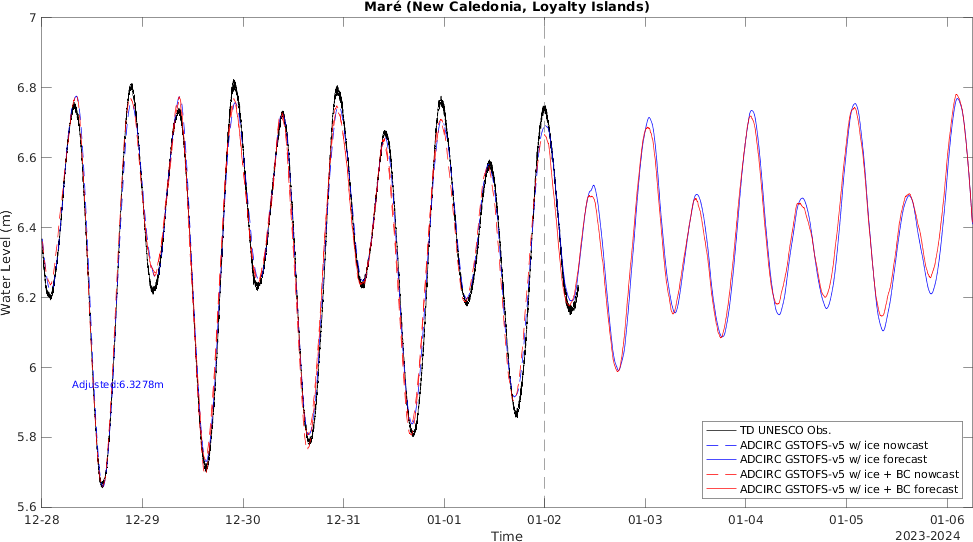 Maré (New Caledonia, Loyalty Islands)
7
6.8
6.6
6.4
6.2
6
5.8
5.6
Water Level (m)
Adjusted:6.3278m
TD UNESCO Obs.
ADCIRC GSTOFS-v5 w/ ice nowcast
ADCIRC GSTOFS-v5 w/ ice forecast
ADCIRC GSTOFS-v5 w/ ice + BC nowcast
ADCIRC GSTOFS-v5 w/ ice + BC forecast
12-28 12-29 12-30 12-31 01-01 01-02 01-03 01-04 01-05 01-06
Time
2023-2024